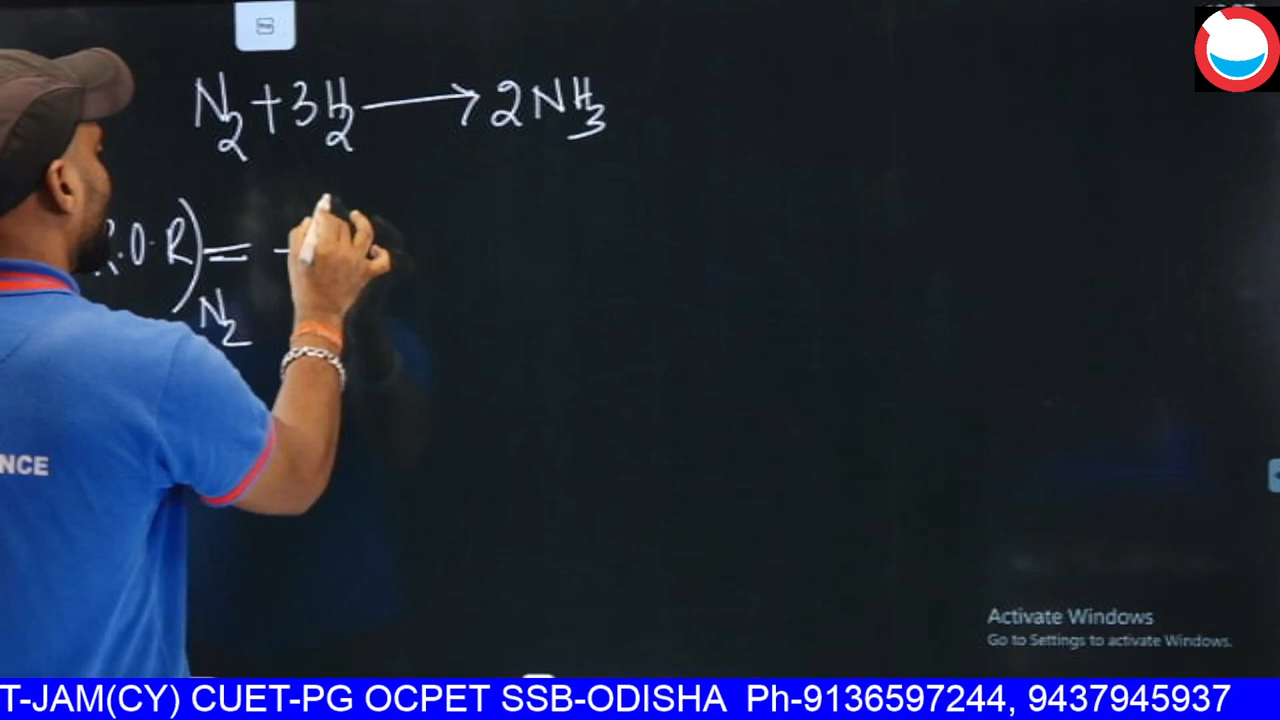 N₂ + 3H₂ ⟶ 2NH₃
R.O.R)N₂ = -
NCE
Activate Windows
Go to Settings to activate Windows.
T-JAM(CY) CUET-PG OCPET SSB-ODISHA Ph-9136597244, 9437945937